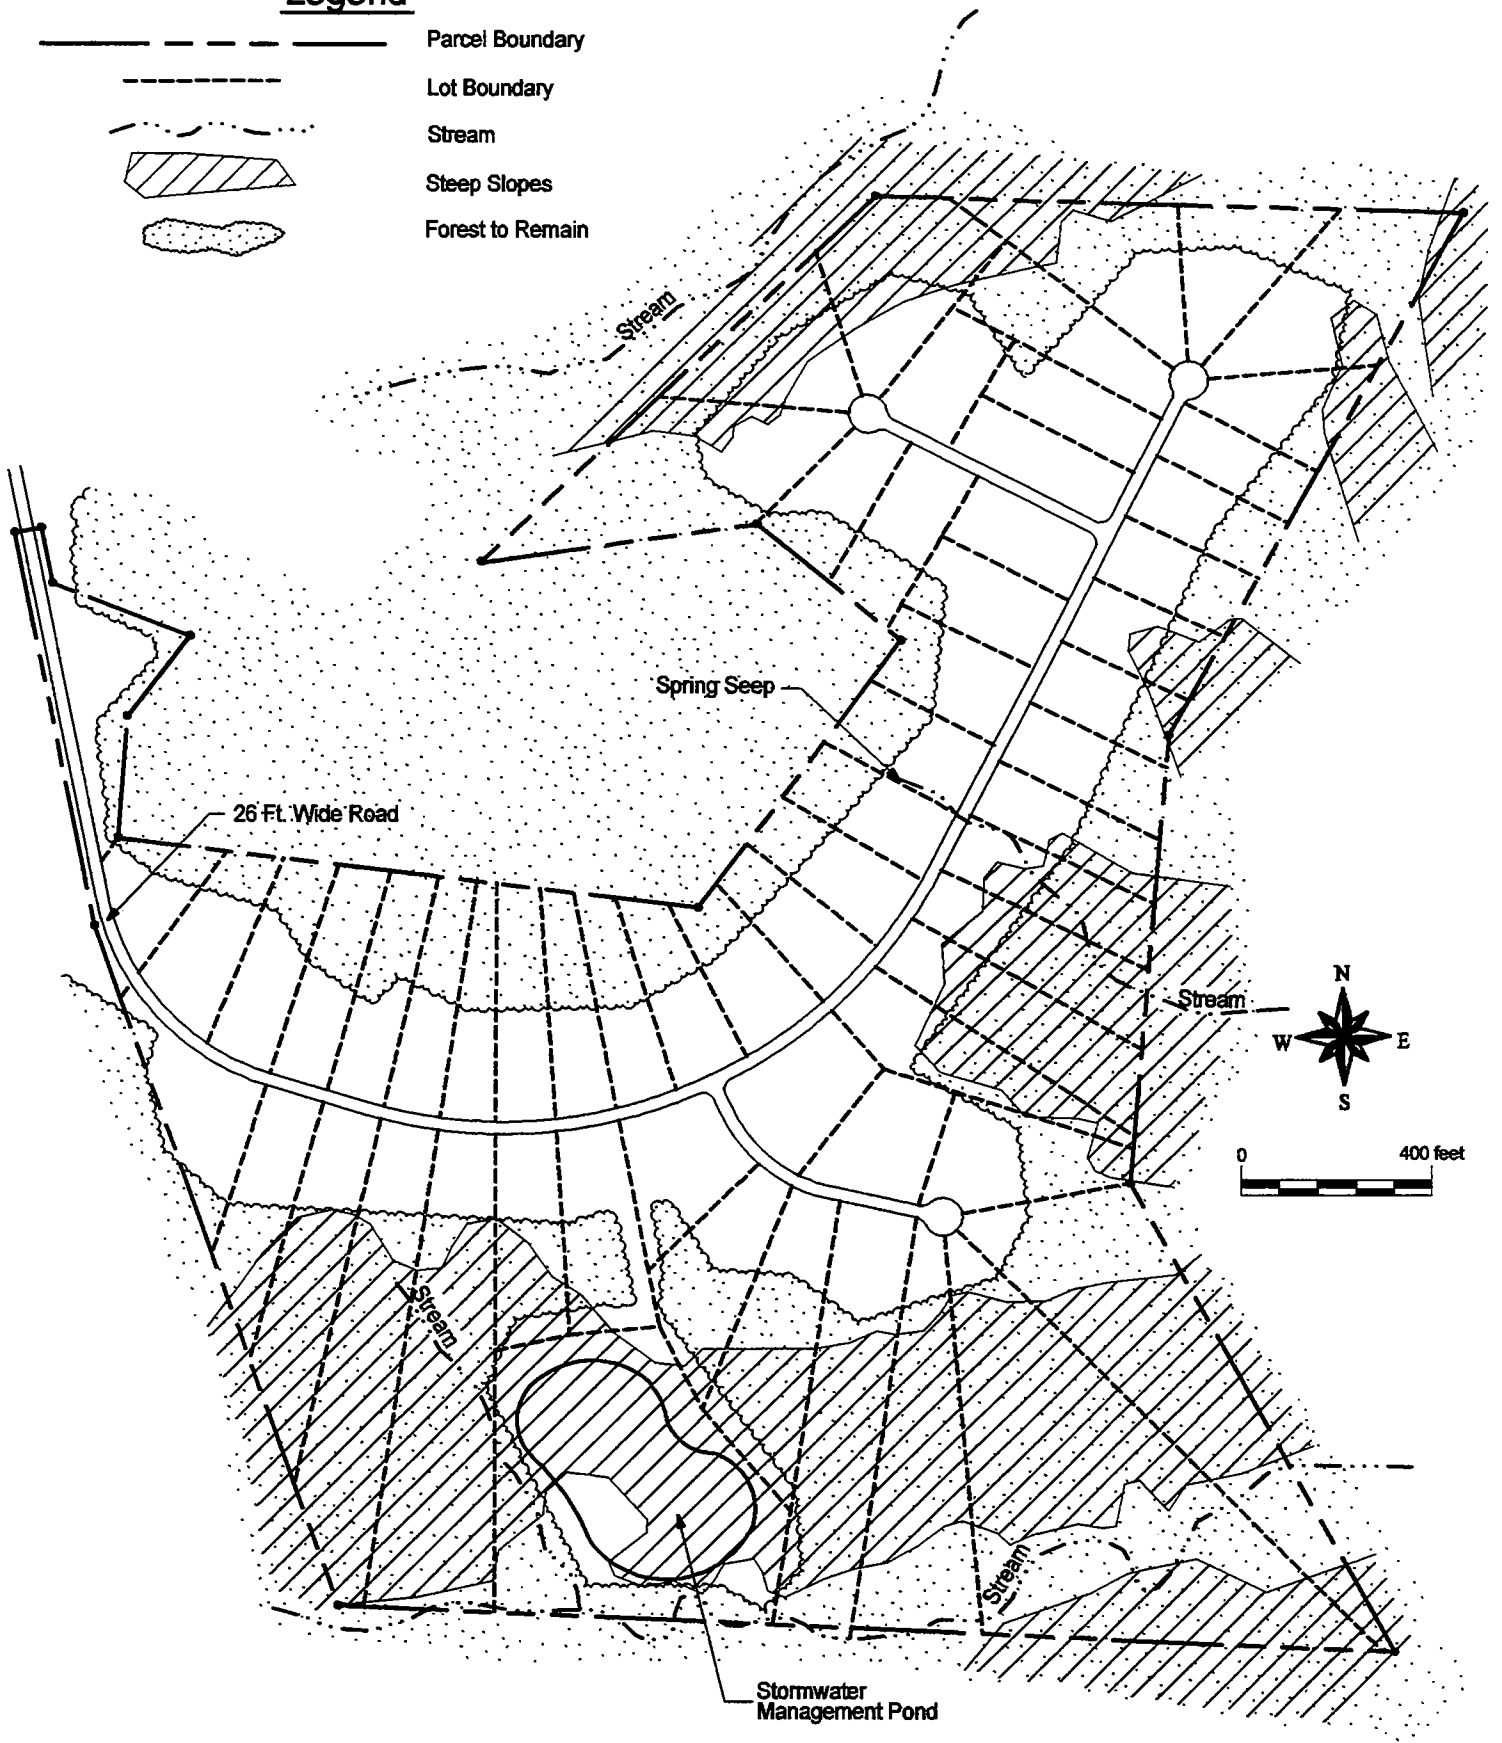 Legend
Parcel Boundary
Lot Boundary
Stream
Steep Slopes
Forest to Remain
Stream
Spring Seep
26 Ft. Wide Road
Stream
N
W E
S
0 400 feet
Stream
Stream
Stormwater
Management Pond